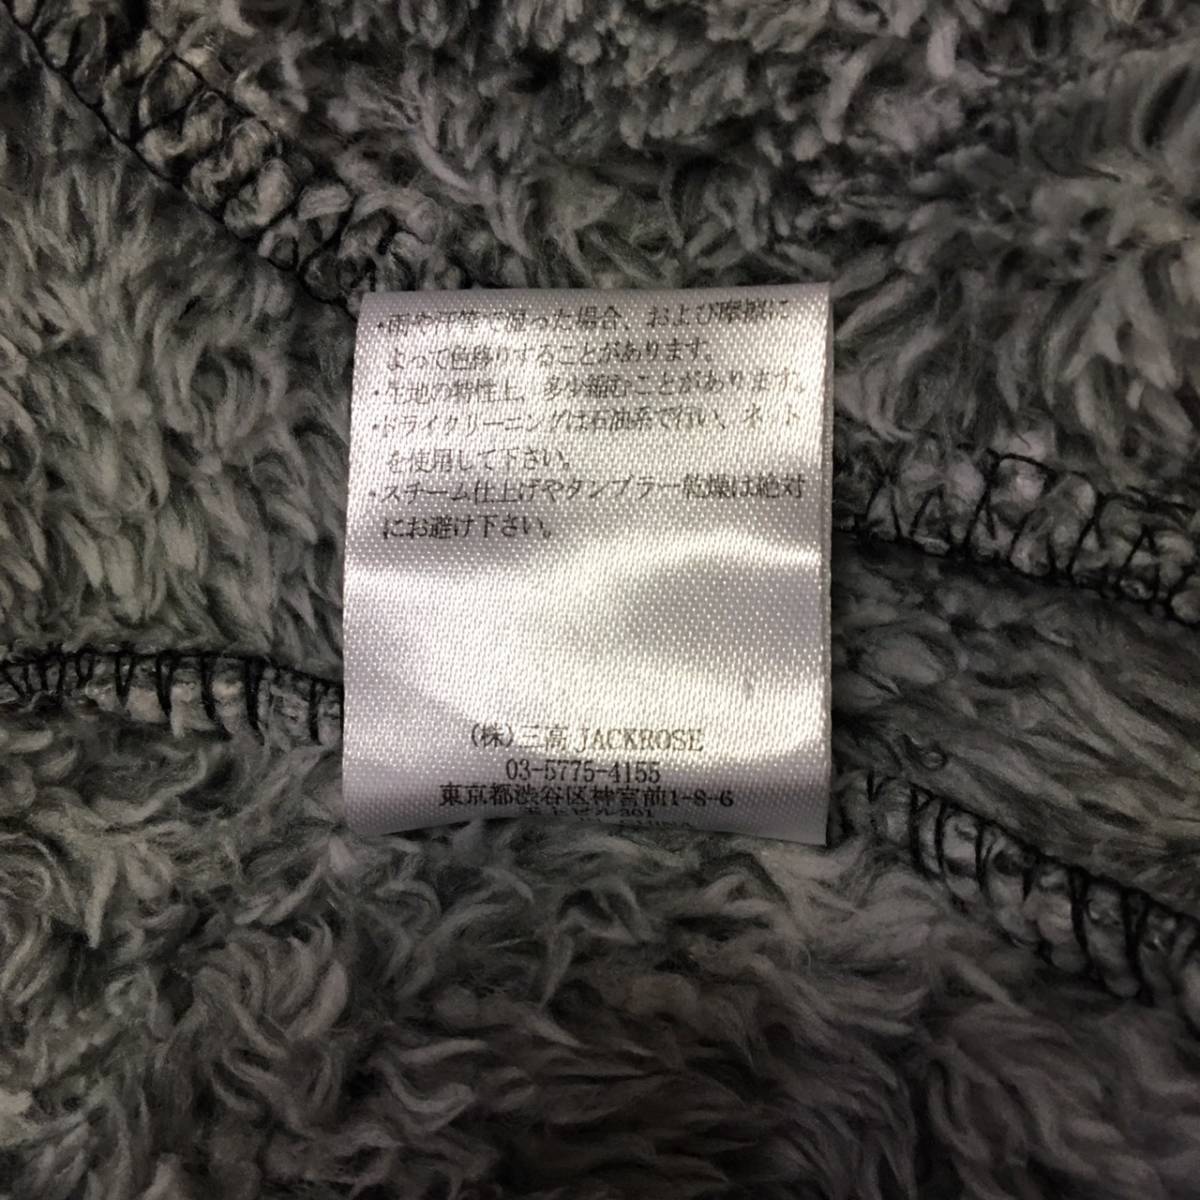 ・雨や汗等で湿った場合、および摩擦に
よって色移りすることがあります。
・生地の特性上、多少縮むことがあります。
・ドライクリーニングは石油系で行い、ネット
を使用して下さい。
・スチーム仕上げやタンブラー乾燥は絶対
にお避け下さい。
(株)三高 JACKROSE
03-5775-4155
東京都渋谷区神宮前1-8-6